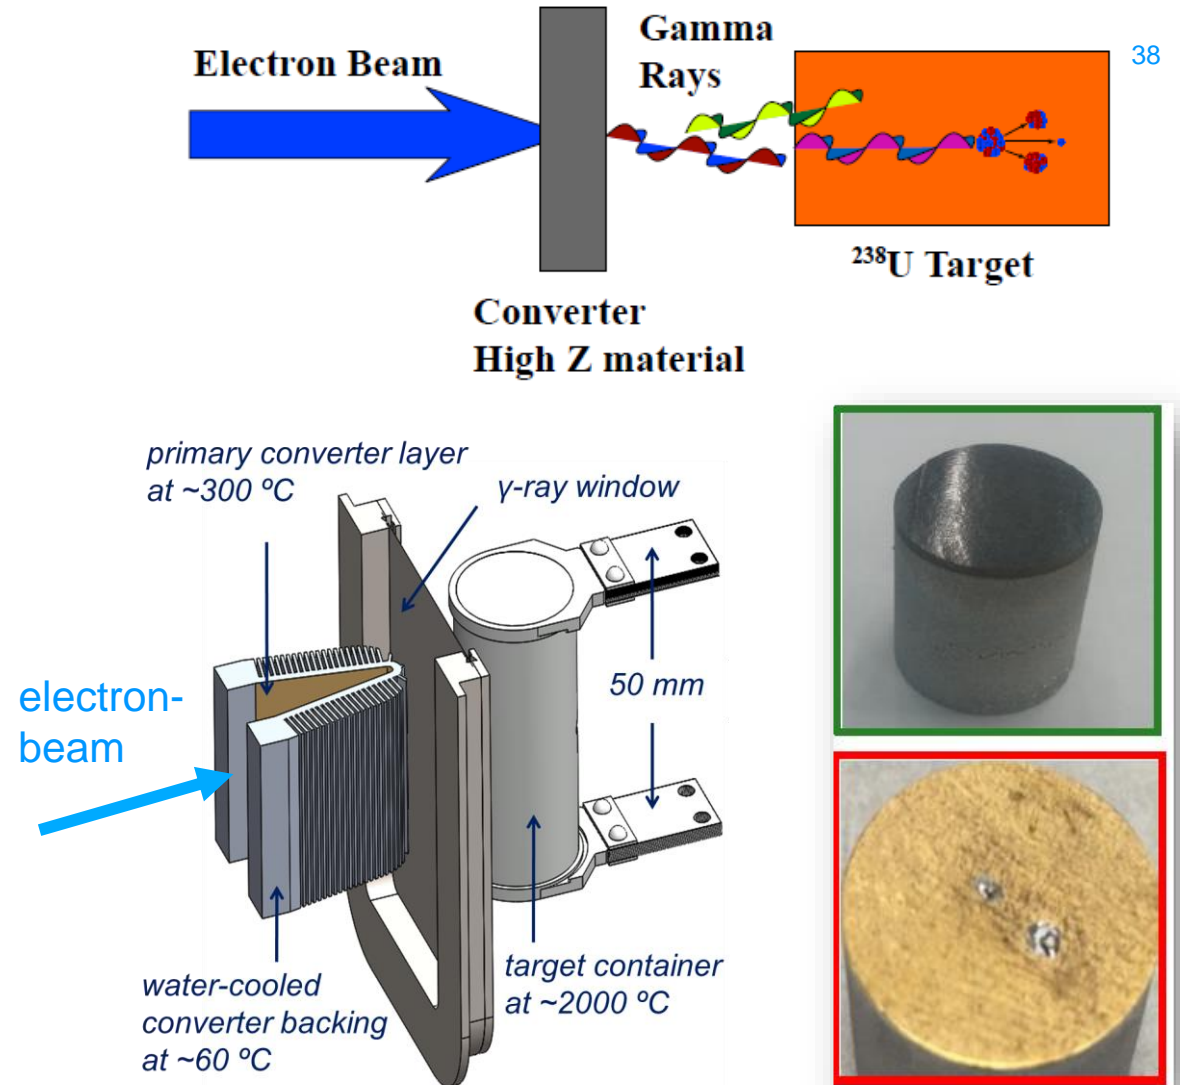 Electron Beam
Gamma
Rays
38
²³⁸U Target
Converter
High Z material
primary converter layer
at ~300 ºC
γ-ray window
electron-
beam
50 mm
water-cooled
converter backing
at ~60 ºC
target container
at ~2000 ºC